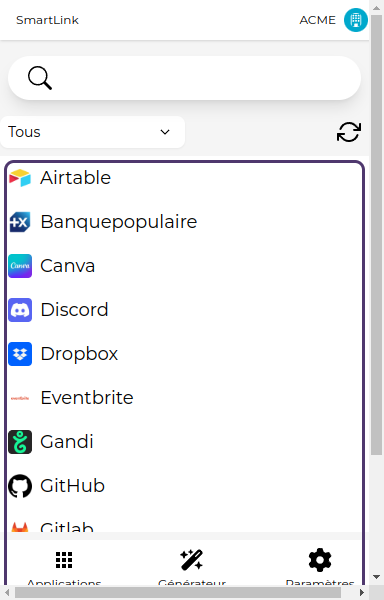 SmartLink
ACME
Tous
Airtable
Banquepopulaire
Canva
Discord
Dropbox
Eventbrite
Gandi
GitHub
Gitlab
Applications
Générateur
Paramètres